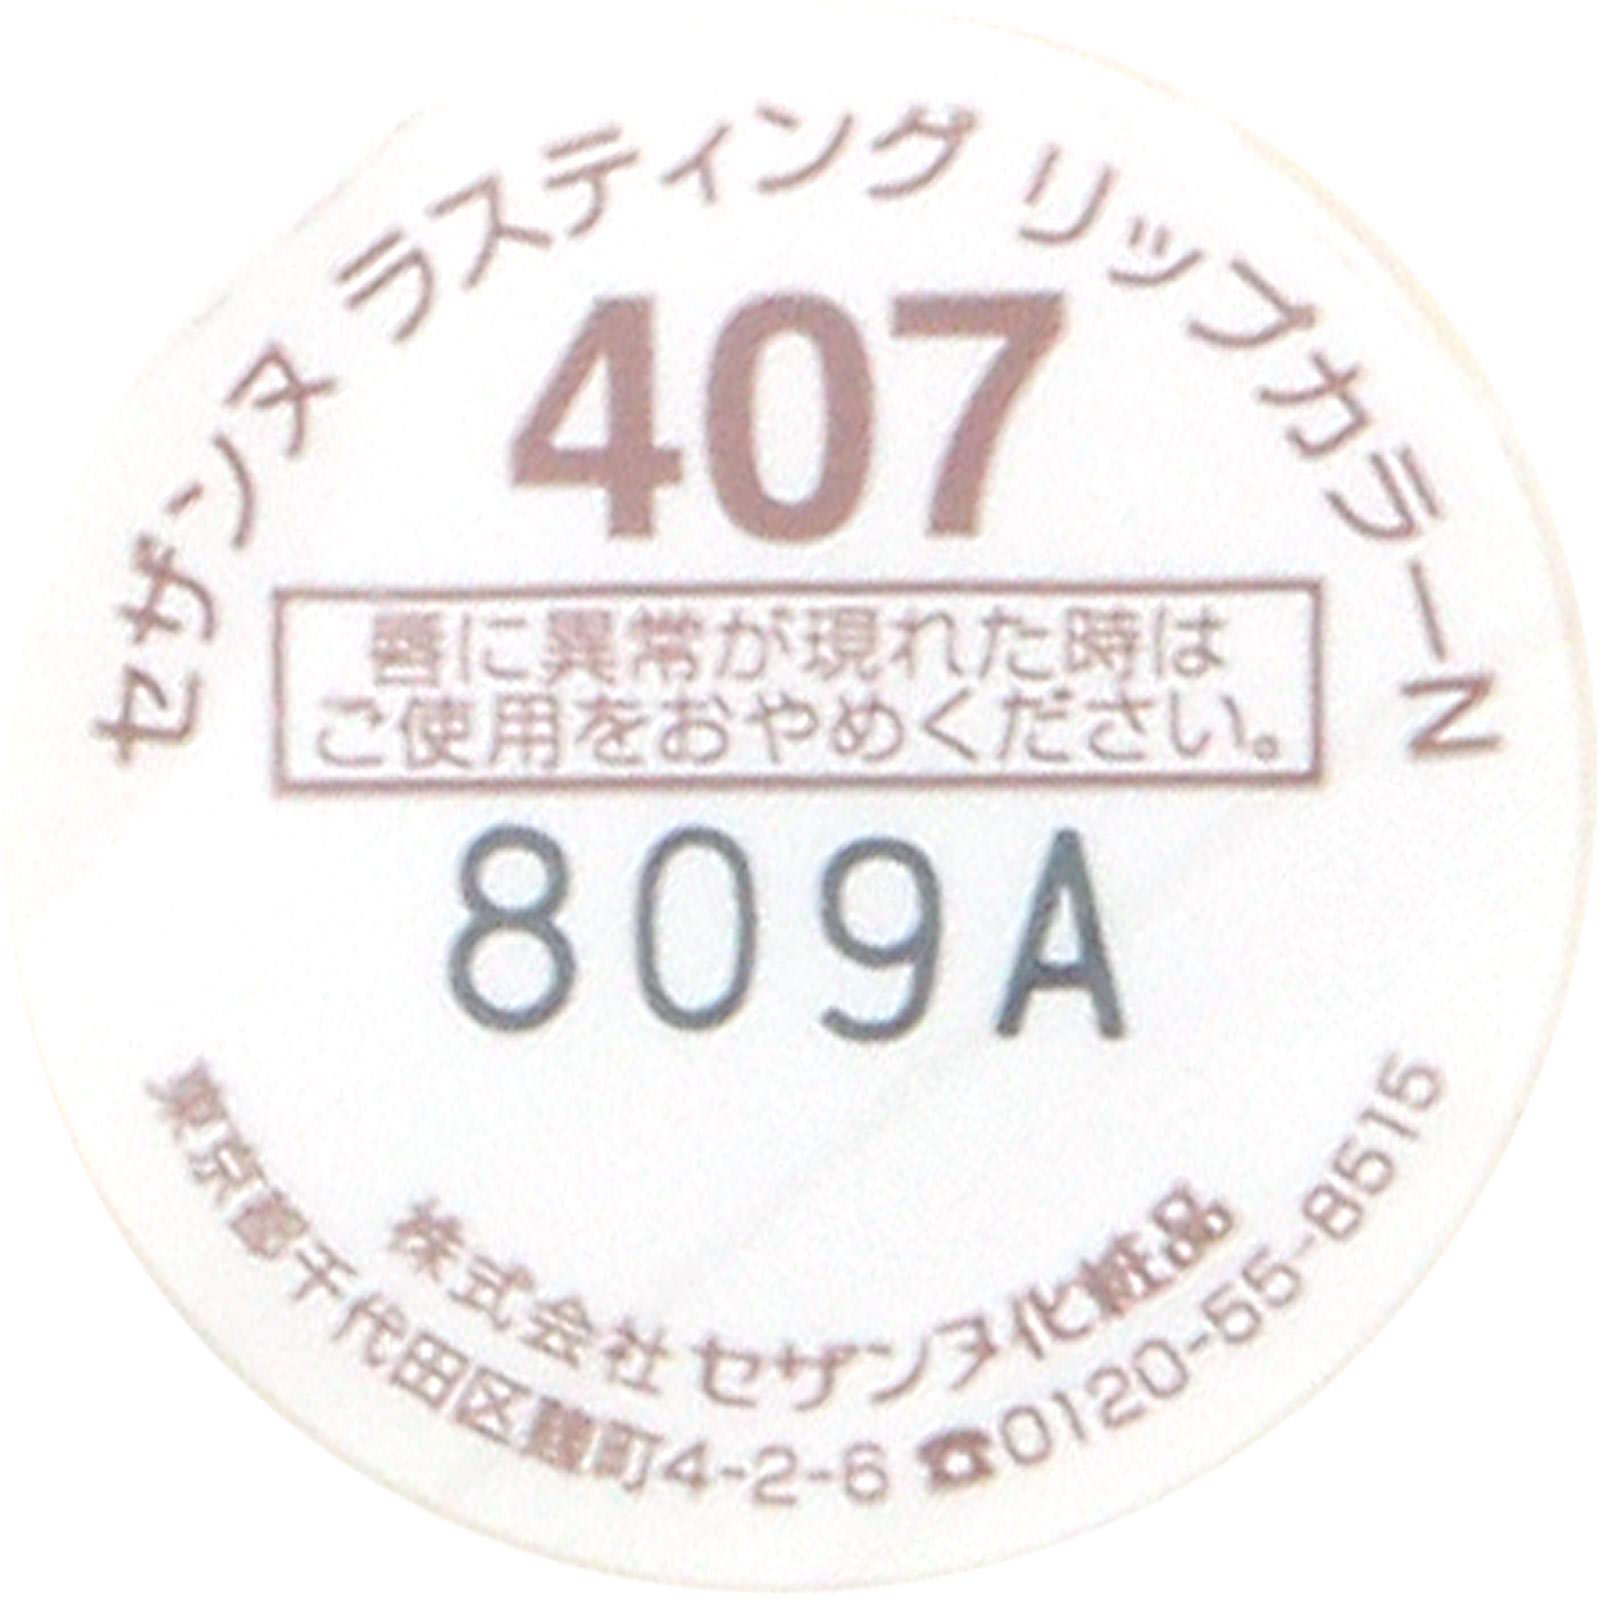 セザンヌ ラスティング リップカラーN
407
唇に異常が現れた時は
ご使用をおやめください。
809A
株式会社セザンヌ化粧品
東京都千代田区麹町4-2-6 ☎0120-55-8515